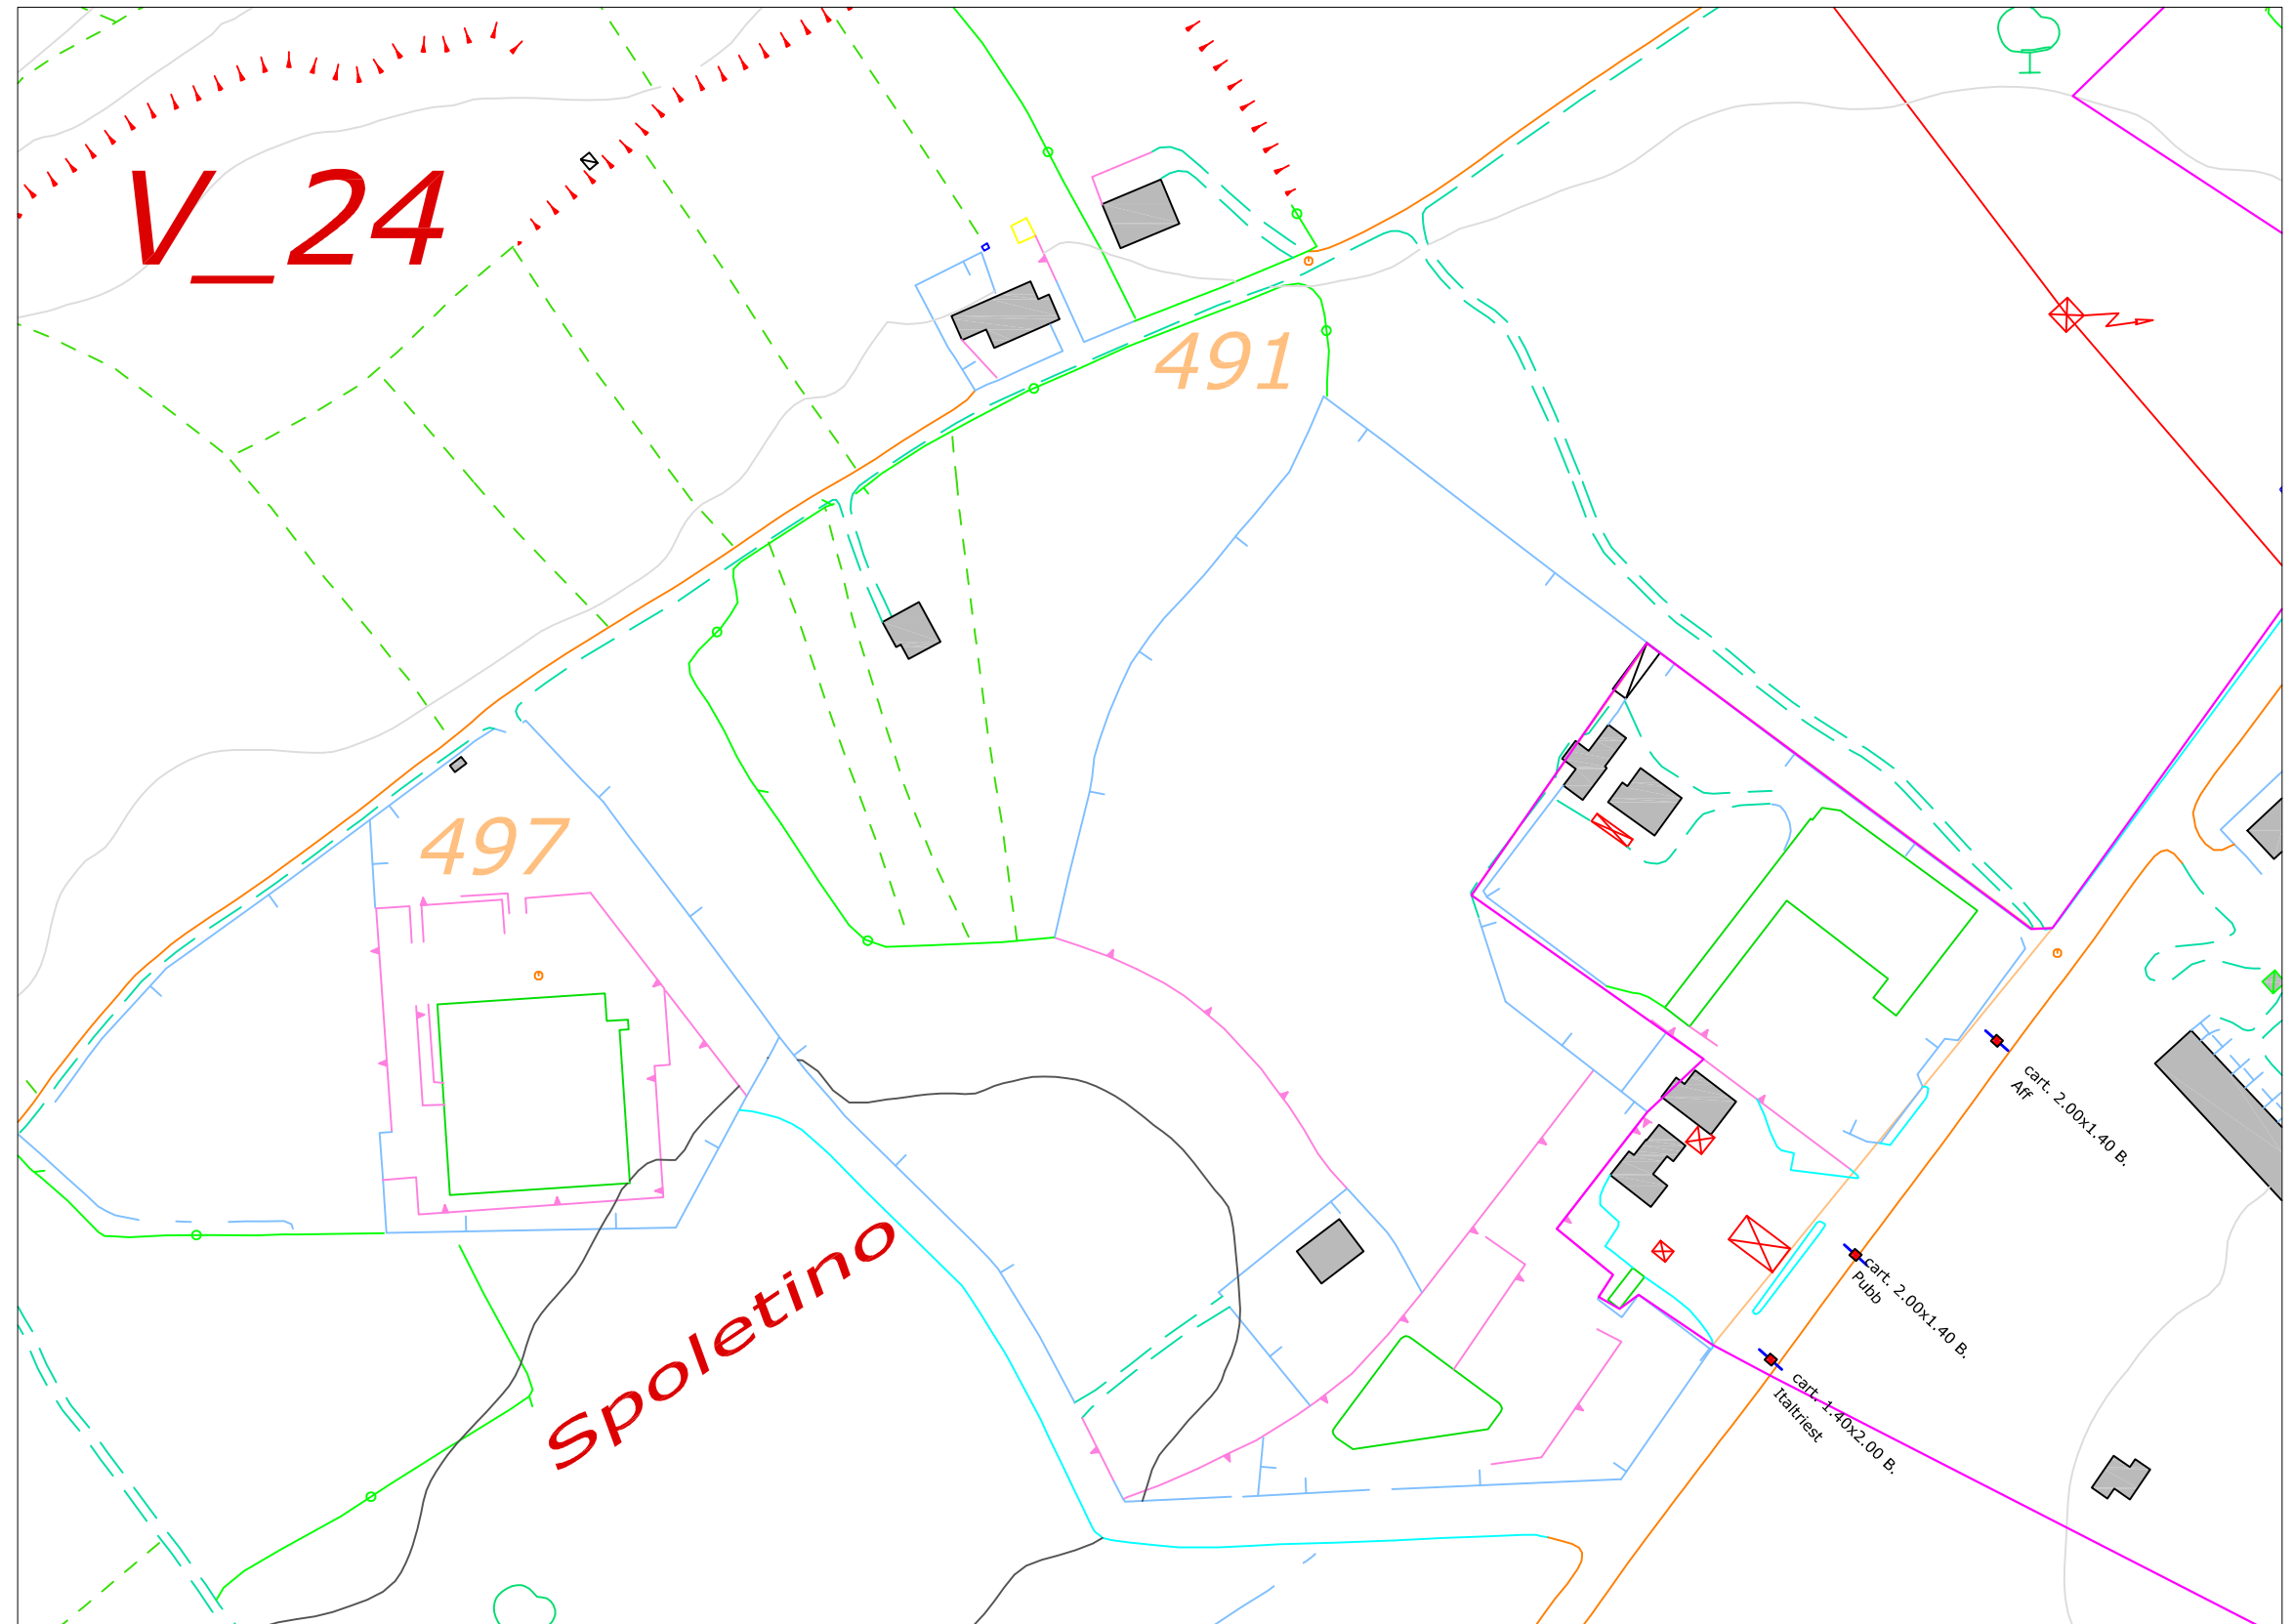 V_24
491
497
cart. 2.00x1.40 B.
Aff
cart. 2.00x1.40 B.
Pubb
cart. 1.40x2.00 B.
Italtriest
Spoletino